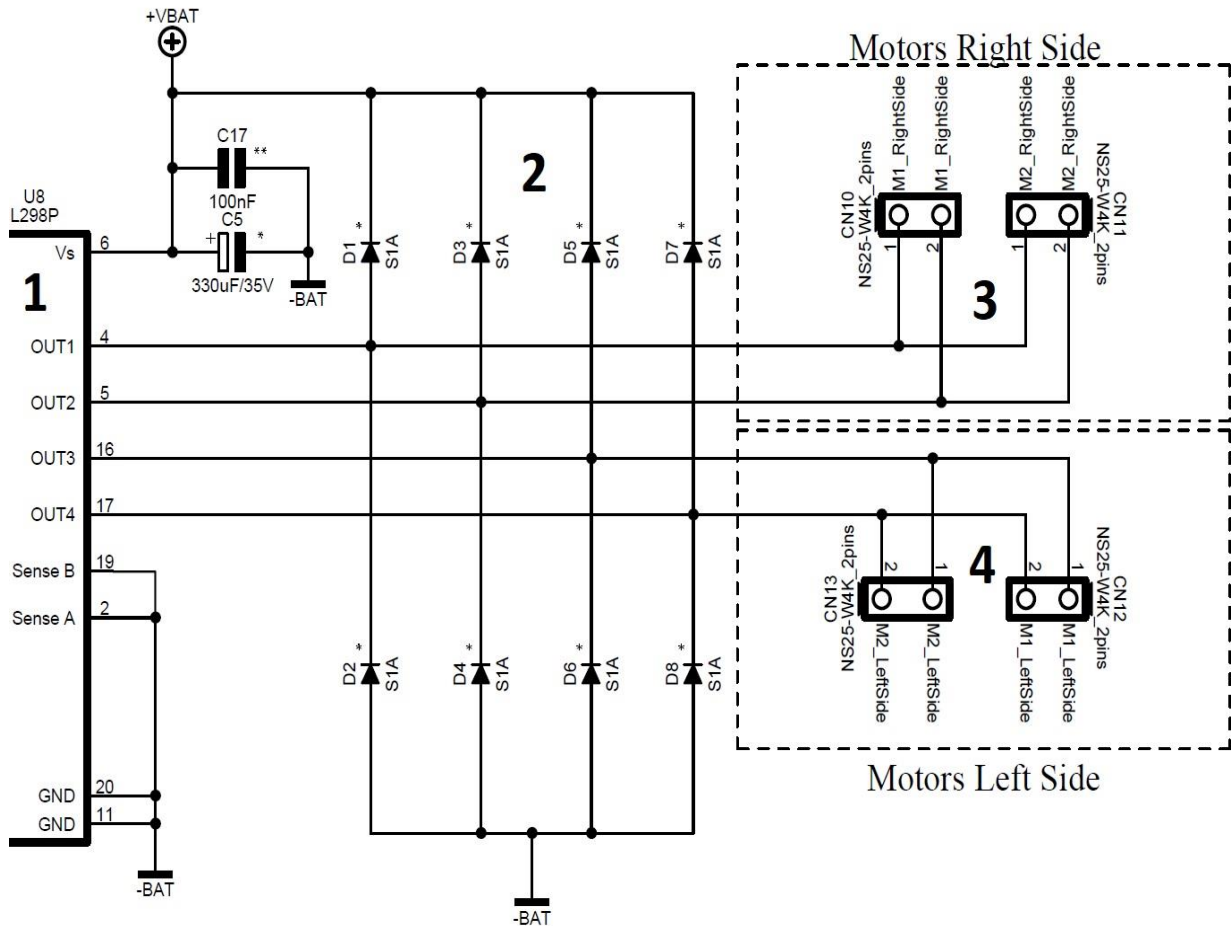 +VBAT
Motors Right Side
C17
**
100nF
C5
+
*
330uF/35V
-BAT
U8
L298P
Vs
6
1
OUT1
4
OUT2
5
OUT3
16
OUT4
17
Sense B
19
Sense A
2
GND
20
GND
11
-BAT
2
D1
*
S1A
D3
*
S1A
D5
*
S1A
D7
*
S1A
D2
*
S1A
D4
*
S1A
D6
*
S1A
D8
*
S1A
-BAT
CN10
NS25-W4K_2pins
M1_RightSide
M1_RightSide
1
2
M2_RightSide
M2_RightSide
1
2
CN11
NS25-W4K_2pins
3
4
CN13
NS25-W4K_2pins
2
1
M2_LeftSide
M2_LeftSide
2
1
M1_LeftSide
M1_LeftSide
CN12
NS25-W4K_2pins
Motors Left Side